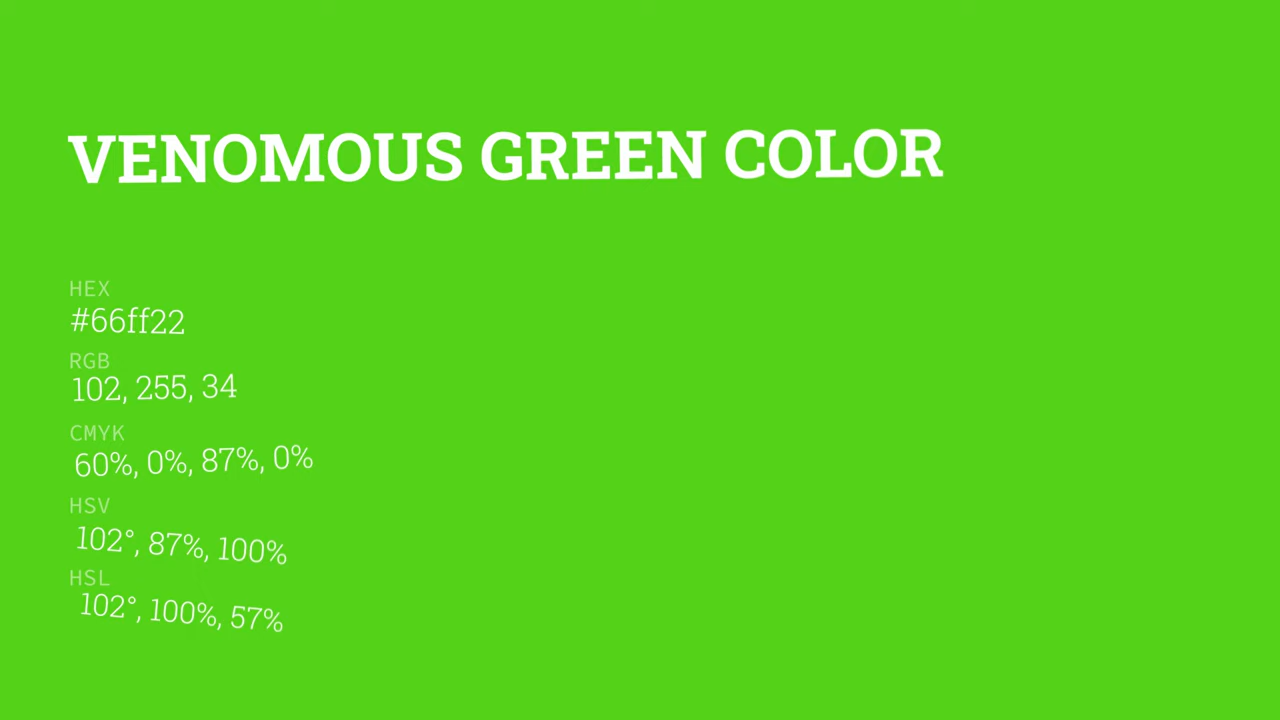 VENOMOUS GREEN COLOR
HEX
#66ff22
RGB
102, 255, 34
CMYK
60%, 0%, 87%, 0%
HSV
102°, 87%, 100%
HSL
102°, 100%, 57%